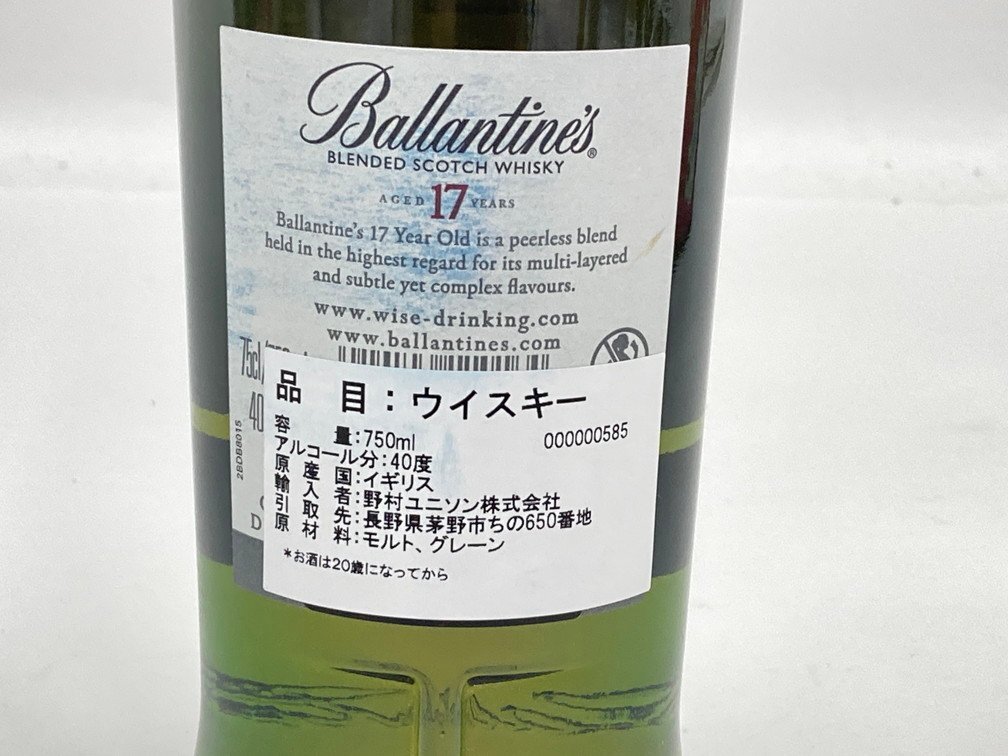 Ballantine's®
BLENDED SCOTCH WHISKY
AGED 17 YEARS
Ballantine's 17 Year Old is a peerless blend
held in the highest regard for its multi-layered
and subtle yet complex flavours.
www.wise-drinking.com
www.ballantines.com
75cl
40
2BDB8015
D
品 目：ウイスキー
000000585
容 量：750ml
アルコール分：40度
原 産 国：イギリス
輸 入 者：野村ユニソン株式会社
引 取 先：長野県茅野市ちの650番地
原 材 料：モルト、グレーン
*お酒は20歳になってから